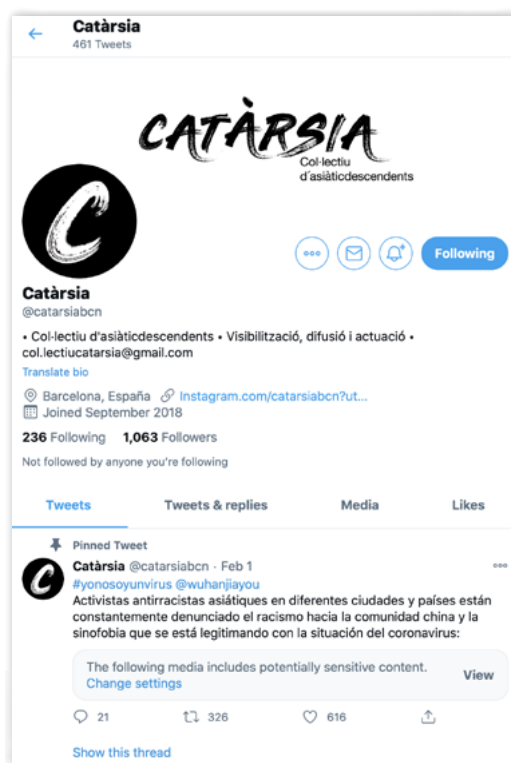 Catàrsia
461 Tweets
CATÀRSIA
Col·lectiu
d´asiàticdescendents
C
Following
Catàrsia
@catarsiabcn
• Col·lectiu d'asiàticdescendents • Visibilització, difusió i actuació •
col.lectiucatarsia@gmail.com
Translate bio
Barcelona, España Instagram.com/catarsiabcn?ut...
Joined September 2018
236 Following 1,063 Followers
Not followed by anyone you're following
Tweets Tweets & replies Media Likes
Pinned Tweet
C
Catàrsia @catarsiabcn · Feb 1
#yonosoyunvirus @wuhanjiayou
Activistas antirracistas asiátiques en diferentes ciudades y países están
constantemente denunciado el racismo hacia la comunidad china y la
sinofobia que se está legitimando con la situación del coronavirus:
The following media includes potentially sensitive content.
Change settings
View
21 326 616
Show this thread